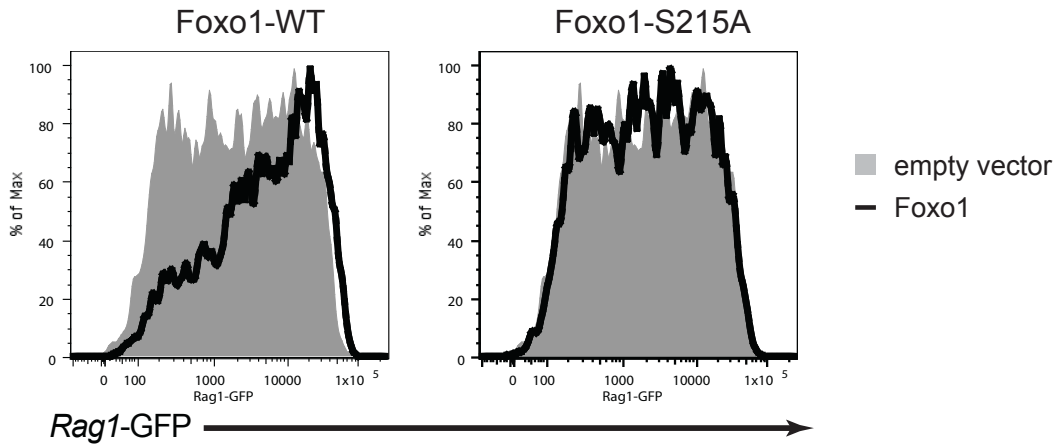 Foxo1-WT
Foxo1-S215A
100
80
60
40
20
0
% of Max
0 100 1000 10000 1x10 5
Rag1-GFP
100
80
60
40
20
0
% of Max
0 100 1000 10000 1x10 5
Rag1-GFP
empty vector
Foxo1
Rag1-GFP